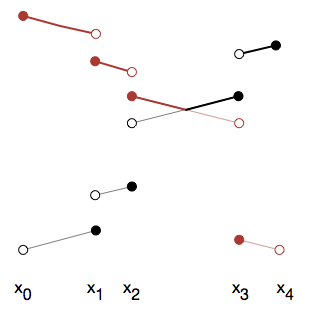 x₀ x₁ x₂ x₃ x₄